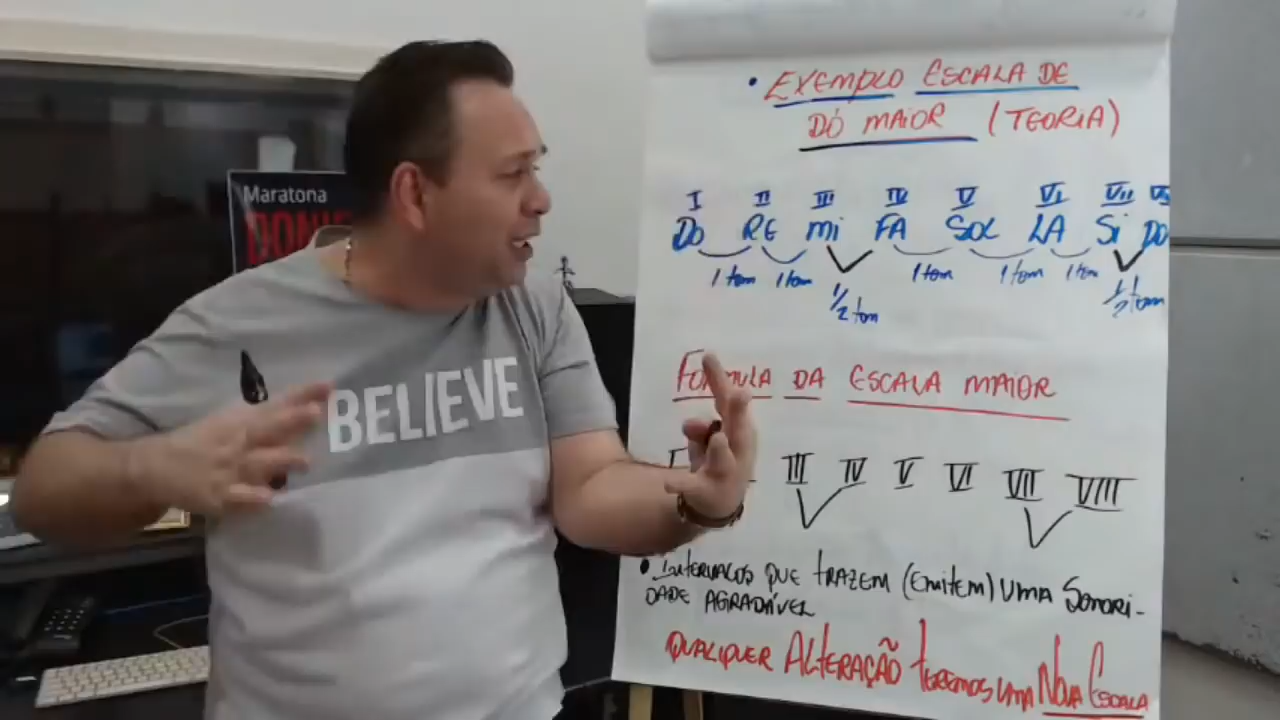 • EXEMPLO ESCALA DE
DÓ MAIOR (TEORIA)
I II III IV V VI VII
DÓ RE Mi FA SOL LA Si DO
1 tom 1 tom 1/2 tom 1 tom 1 tom 1 tom 1/2 tom
FÓRMULA DA ESCALA MAIOR
III IV V VI VII VIII
• INTERVALOS QUE TRAZEM (EMITEM) UMA SONORI-
DADE AGRADÁVEL
QUALQUER ALTERAÇÃO TEREMOS UMA NOVA ESCALA
Maratona
BELIEVE